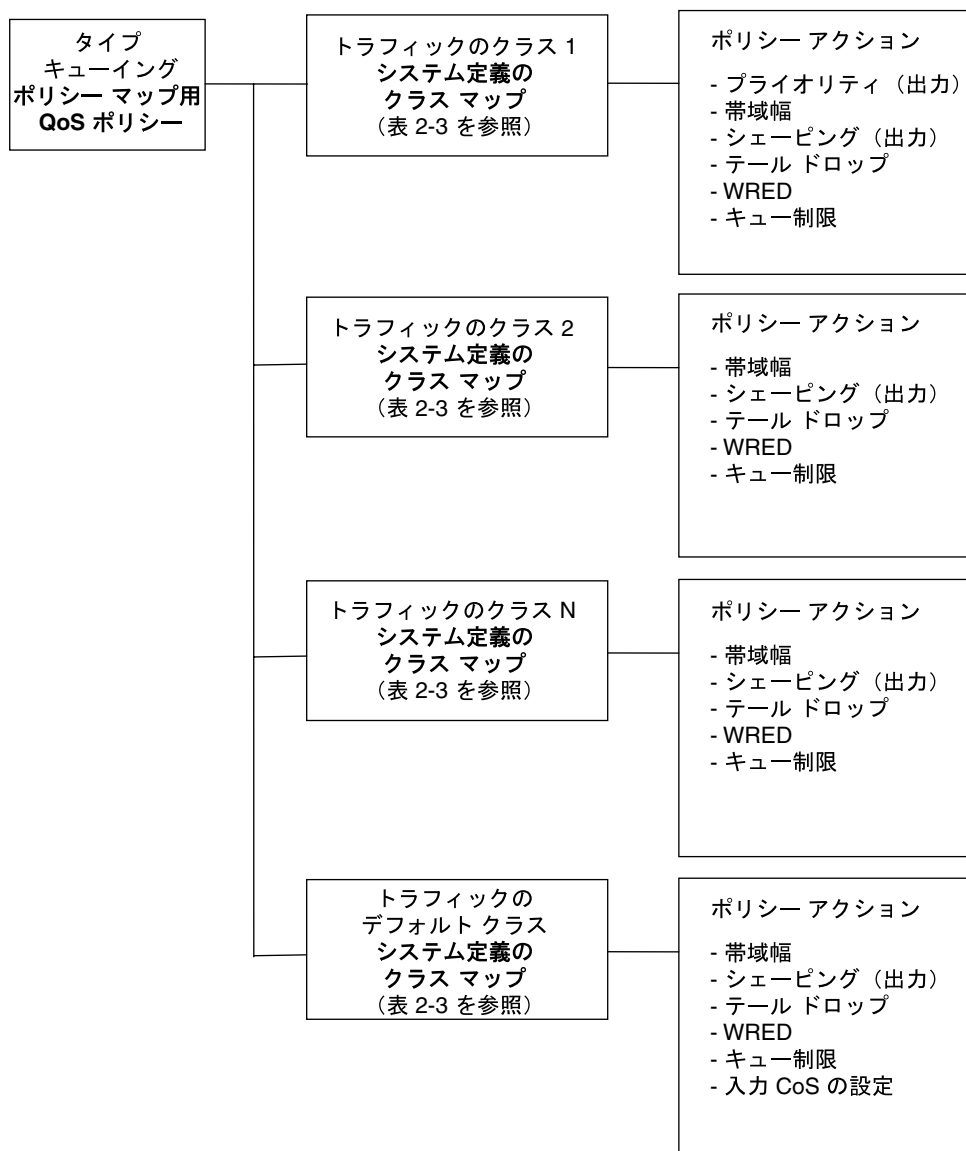 タイプ
キューイング
ポリシー マップ用
QoS ポリシー
トラフィックのクラス 1
システム定義の
クラス マップ
（表 2-3 を参照）
ポリシー アクション
- プライオリティ（出力）
- 帯域幅
- シェーピング（出力）
- テール ドロップ
- WRED
- キュー制限
トラフィックのクラス 2
システム定義の
クラス マップ
（表 2-3 を参照）
ポリシー アクション
- 帯域幅
- シェーピング（出力）
- テール ドロップ
- WRED
- キュー制限
トラフィックのクラス N
システム定義の
クラス マップ
（表 2-3 を参照）
ポリシー アクション
- 帯域幅
- シェーピング（出力）
- テール ドロップ
- WRED
- キュー制限
トラフィックの
デフォルト クラス
システム定義の
クラス マップ
（表 2-3 を参照）
ポリシー アクション
- 帯域幅
- シェーピング（出力）
- テール ドロップ
- WRED
- キュー制限
- 入力 CoS の設定